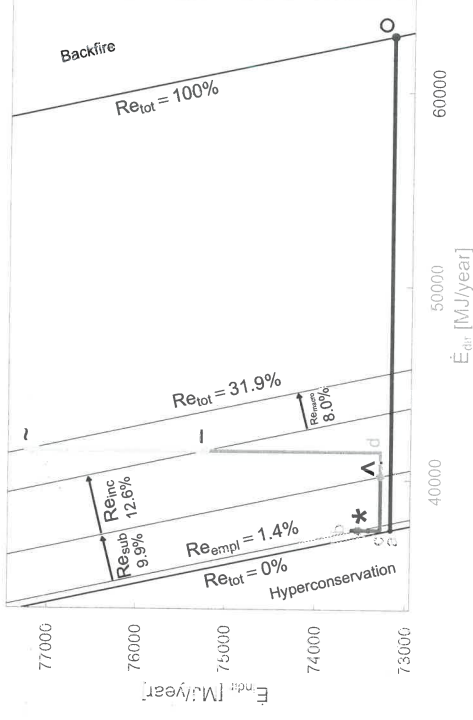 Backfire
Re_tot = 100%
Re_tot = 31.9%
Re_macro
8.0%
Re_inc
12.6%
Re_sub
9.9%
Re_empl = 1.4%
Re_tot = 0%
Hyperconservation
~
–
<
*
O
d
c
a
77000
76000
75000
74000
73000
40000
50000
60000
Ė_indir [MJ/year]
Ė_dir [MJ/year]